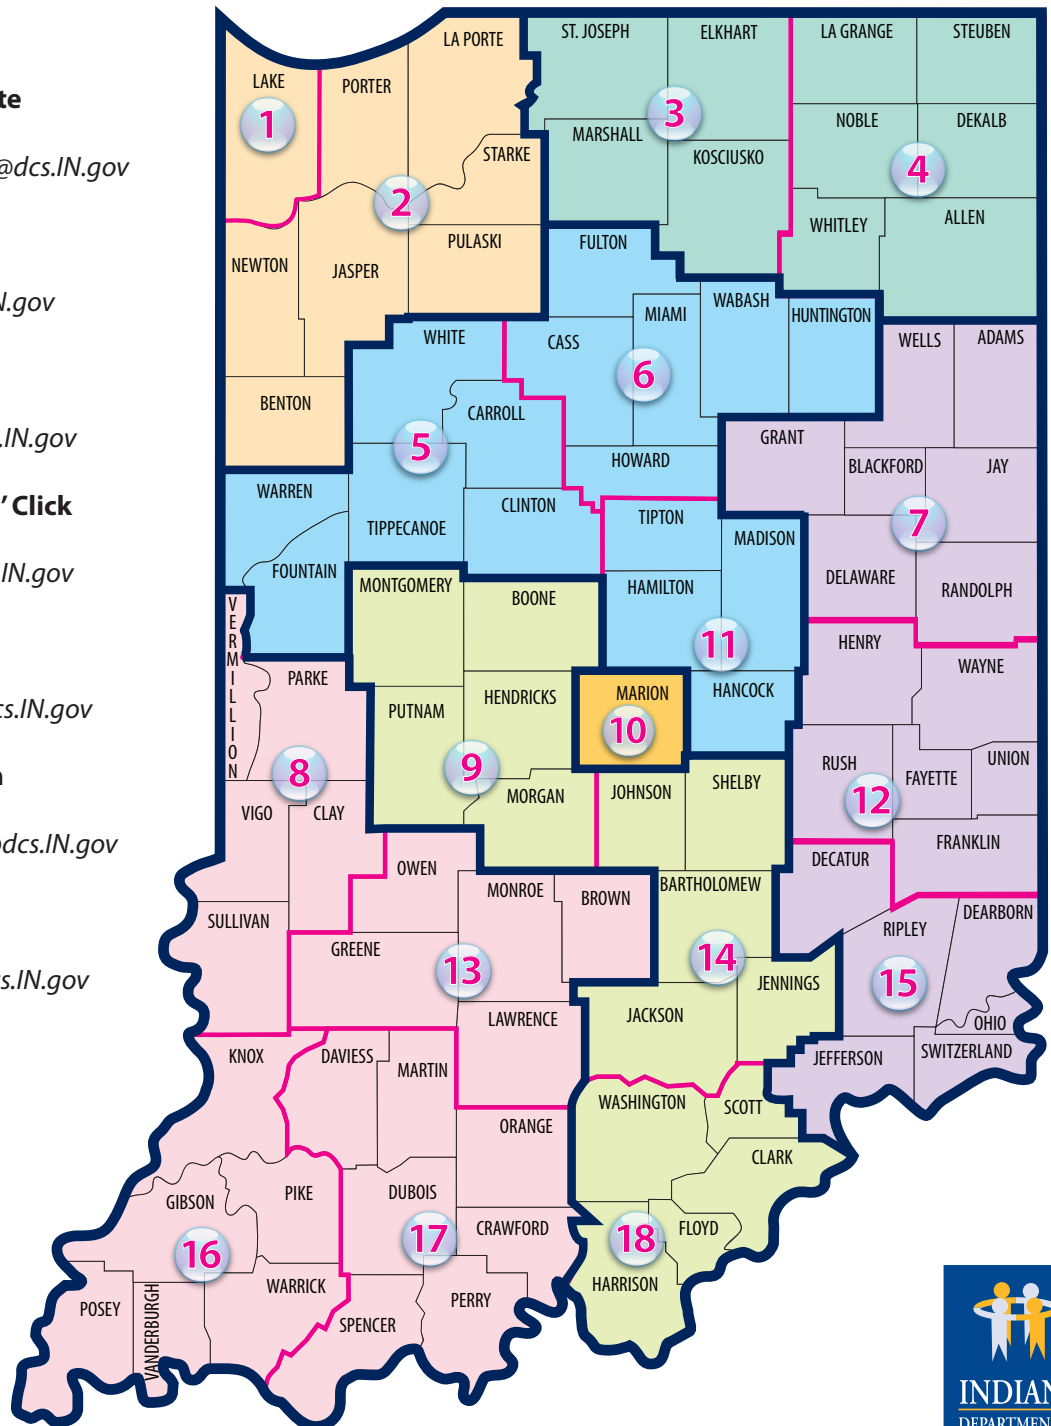 te
@dcs.IN.gov
N.gov
.IN.gov
' Click
.IN.gov
cs.IN.gov
n
dcs.IN.gov
s.IN.gov
ST. JOSEPH
ELKHART
LA GRANGE
STEUBEN
LA PORTE
LAKE
PORTER
1
3
NOBLE
DEKALB
MARSHALL
STARKE
KOSCIUSKO
4
2
WHITLEY
ALLEN
PULASKI
FULTON
NEWTON
JASPER
WABASH
MIAMI
HUNTINGTON
WHITE
CASS
WELLS
ADAMS
6
BENTON
CARROLL
GRANT
5
HOWARD
BLACKFORD
JAY
WARREN
CLINTON
TIPTON
7
TIPPECANOE
MADISON
FOUNTAIN
MONTGOMERY
BOONE
HAMILTON
DELAWARE
RANDOLPH
VERMILLION
11
HENRY
WAYNE
PARKE
HENDRICKS
MARION
HANCOCK
PUTNAM
10
8
9
RUSH
FAYETTE
UNION
MORGAN
JOHNSON
SHELBY
12
VIGO
CLAY
FRANKLIN
OWEN
DECATUR
MONROE
BROWN
BARTHOLOMEW
SULLIVAN
DEARBORN
GREENE
RIPLEY
13
14
15
JENNINGS
LAWRENCE
JACKSON
OHIO
KNOX
DAVIESS
MARTIN
JEFFERSON
SWITZERLAND
WASHINGTON
SCOTT
ORANGE
CLARK
GIBSON
PIKE
DUBOIS
CRAWFORD
FLOYD
16
17
18
POSEY
VANDERBURGH
WARRICK
HARRISON
SPENCER
PERRY
INDIAN
DEPARTMEN